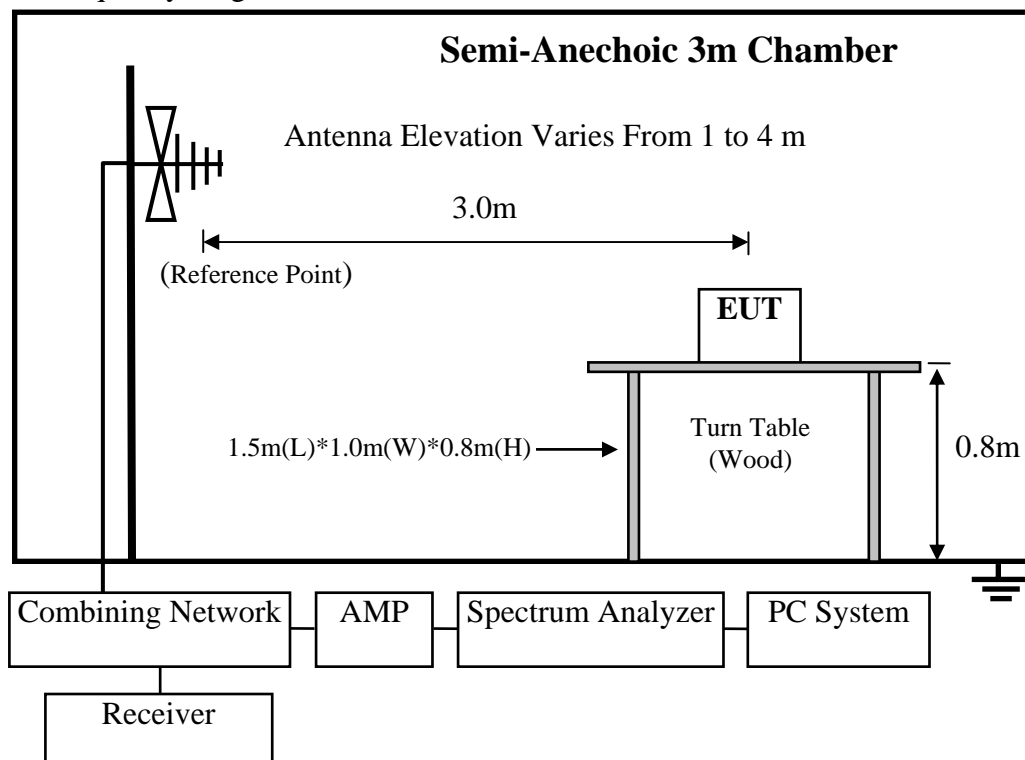 Semi-Anechoic 3m Chamber
Antenna Elevation Varies From 1 to 4 m
3.0m
(Reference Point)
EUT
1.5m(L)*1.0m(W)*0.8m(H)
Turn Table
(Wood)
0.8m
Combining Network
AMP
Spectrum Analyzer
PC System
Receiver